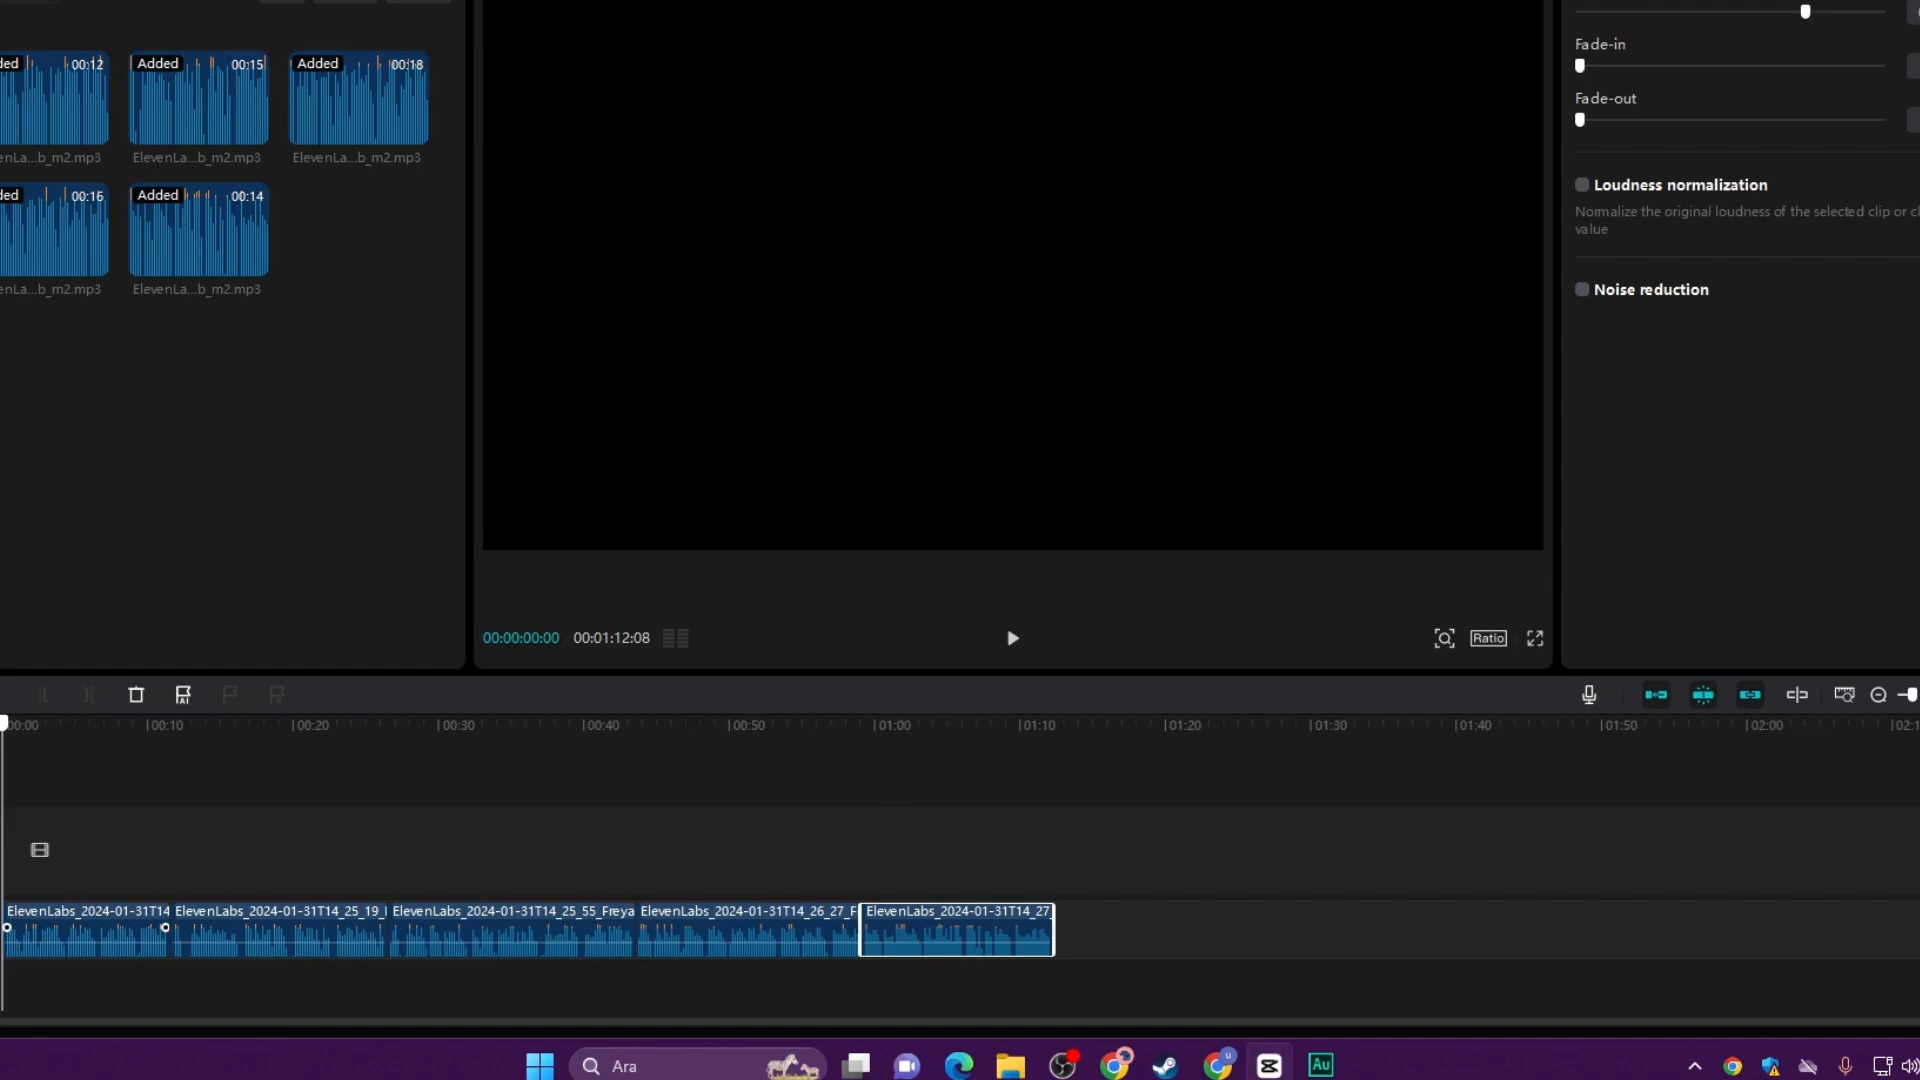 ded 00:12 Added 00:15 Added 00:18
enLa...b_m2.mp3 ElevenLa...b_m2.mp3 ElevenLa...b_m2.mp3
ded 00:16 Added 00:14
enLa...b_m2.mp3 ElevenLa...b_m2.mp3
Fade-in
Fade-out
Loudness normalization
Normalize the original loudness of the selected clip or cl
value
Noise reduction
00:00:00:00 00:01:12:08 Ratio
00:00 |00:10 |00:20 |00:30 |00:40 |00:50 |01:00 |01:10 |01:20 |01:30 |01:40 |01:50 |02:00 |02:1
ElevenLabs_2024-01-31T14 ElevenLabs_2024-01-31T14_25_19_ ElevenLabs_2024-01-31T14_25_55_Freya ElevenLabs_2024-01-31T14_26_27_F ElevenLabs_2024-01-31T14_27_
Ara u Au